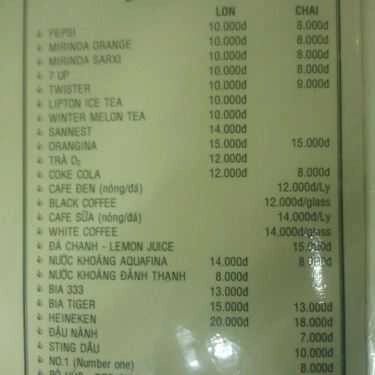 LON CHAI
PEPSI 10.000đ 8.000đ
MIRINDA ORANGE 10.000đ 8.000đ
MIRINDA SARXI 10.000đ 8.000đ
7 UP 10.000đ 8.000đ
TWISTER 10.000đ 9.000đ
LIPTON ICE TEA 10.000đ
WINTER MELON TEA 10.000đ
SANNEST 14.000đ
ORANGINA 15.000đ 15.000đ
TRÀ O₂ 12.000đ
COKE COLA 12.000đ 8.000đ
CAFE ĐEN (nóng/đá) 12.000đ/Ly
BLACK COFFEE 12.000đ/glass
CAFE SỮA (nóng/đá) 14.000đ/Ly
WHITE COFFEE 14.000đ/glass
ĐÁ CHANH - LEMON JUICE 15.000đ
NƯỚC KHOÁNG AQUAFINA 14.000đ 8.000đ
NƯỚC KHOÁNG ĐẢNH THẠNH 8.000đ
BIA 333 13.000đ
BIA TIGER 15.000đ 13.000đ
HEINEKEN 20.000đ 18.000đ
ĐẬU NÀNH 7.000đ
STING DÂU 10.000đ
NO.1 (Number one) 8.000đ